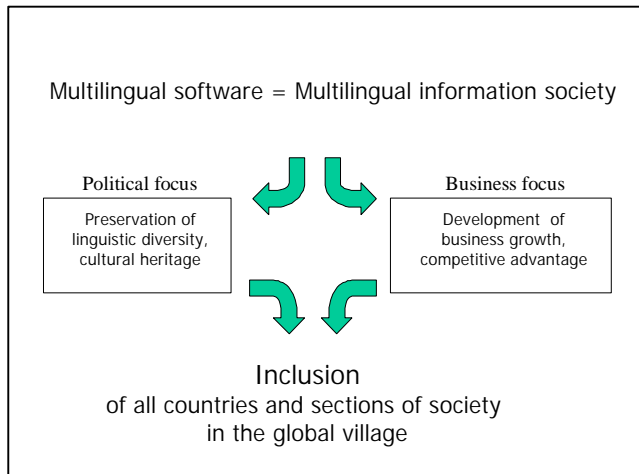 Multilingual software = Multilingual information society
Political focus
Preservation of
linguistic diversity,
cultural heritage
Business focus
Development of
business growth,
competitive advantage
Inclusion
of all countries and sections of society
in the global village